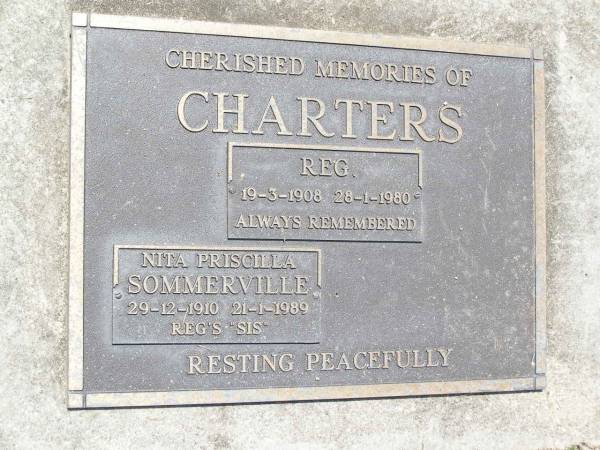 CHERISHED MEMORIES OF
CHARTERS
REG.
19-3-1908 28-1-1980
ALWAYS REMEMBERED
NITA PRISCILLA
SOMMERVILLE
29-12-1910 21-1-1989
REG'S "SIS"
RESTING PEACEFULLY